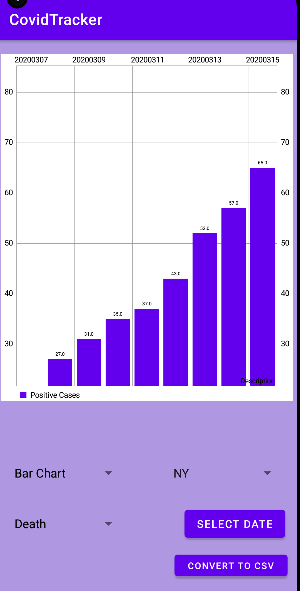 CovidTracker
20200307 20200309 20200311 20200313 20200315
80 80
70 70
65.0
60 60
57.0
52.0
50 50
43.0
40 40
37.0
35.0
31.0
30 30
27.0
Description
Positive Cases
Bar Chart NY
Death SELECT DATE
CONVERT TO CSV